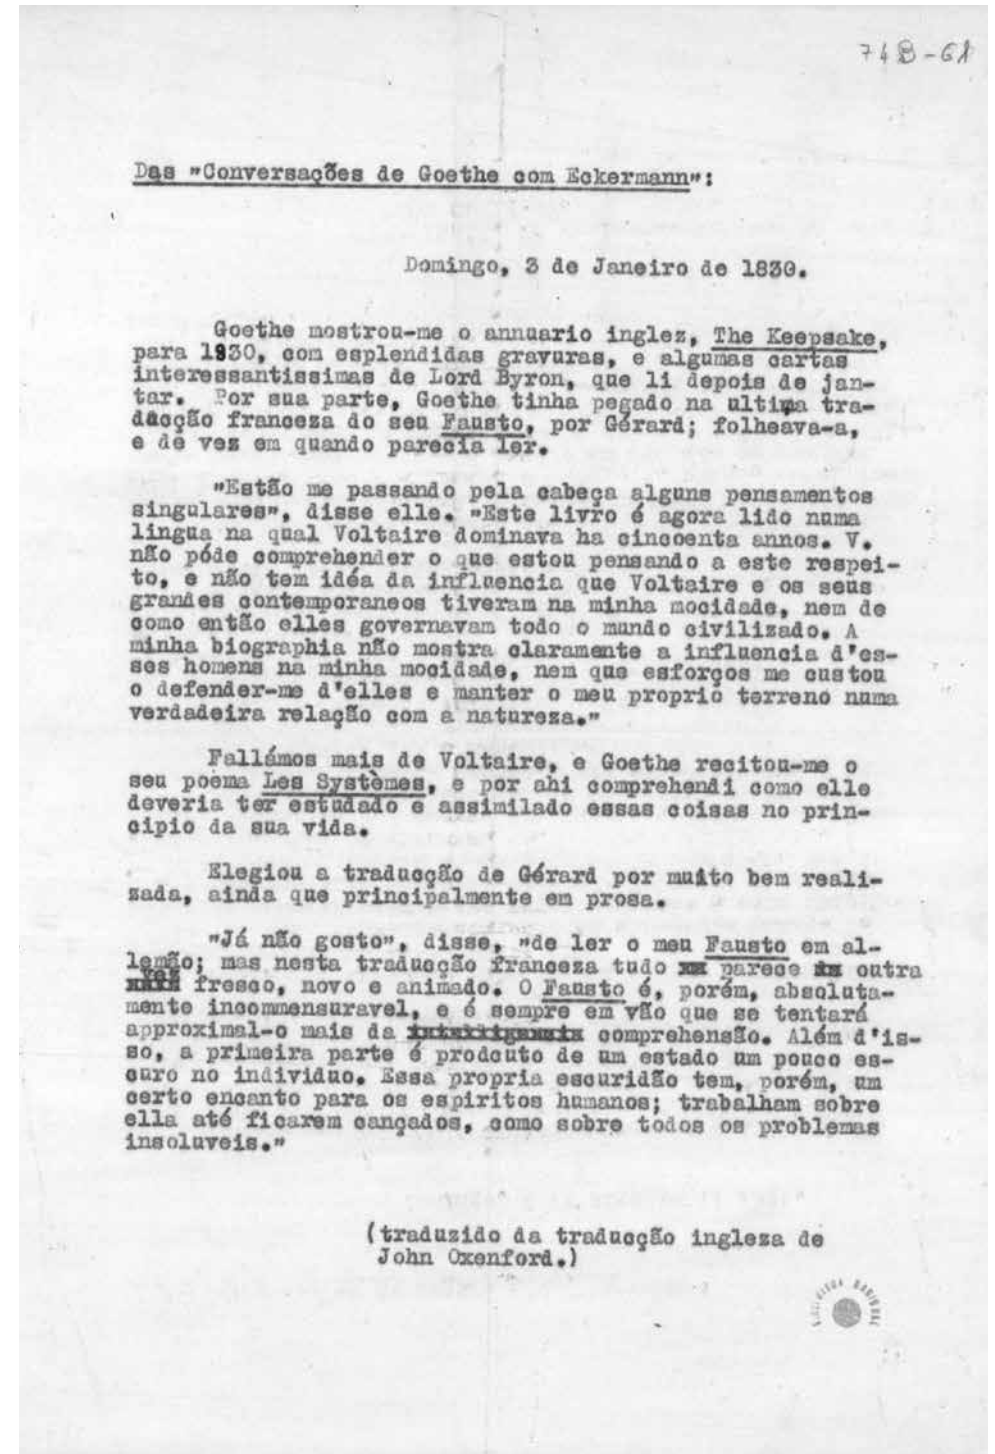 74B-61
Das "Conversações de Goethe com Eckermann":
Domingo, 3 de Janeiro de 1830.
Goethe mostrou-me o annuario inglez, The Keepsake,
para 1830, com esplendidas gravuras, e algumas cartas
interessantissimas de Lord Byron, que li depois de jan-
tar. Por sua parte, Goethe tinha pegado na ultima tra-
ducção franceza do seu Fausto, por Gérard; folheava-a,
e de vez em quando parecia ler.
"Estão me passando pela cabeça alguns pensamentos
singulares", disse elle. "Este livro é agora lido numa
lingua na qual Voltaire dominava ha cincoenta annos. V.
não póde comprehender o que estou pensando a este respei-
to, e não tem idéa da influencia que Voltaire e os seus
grandes contemporaneos tiveram na minha mocidade, nem de
como então elles governavam todo o mundo civilizado. A
minha biographia não mostra claramente a influencia d'es-
ses homens na minha mocidade, nem que esforços me custou
o defender-me d'elles e manter o meu proprio terreno numa
verdadeira relação com a natureza."
Fallámos mais de Voltaire, e Goethe recitou-me o
seu poema Les Systèmes, e por ahi comprehendi como elle
deveria ter estudado e assimilado essas coisas no prin-
cipio da sua vida.
Elegiou a traducção de Gérard por muito bem reali-
sada, ainda que principalmente em prosa.
"Já não gosto", disse, "de ler o meu Fausto em al-
lemão; mas nesta traducção franceza tudo parece outra
vez fresco, novo e animado. O Fausto é, porém, absoluta-
mente incommensuravel, e é sempre em vão que se tentará
approximal-o mais da comprehensão. Além d'is-
so, a primeira parte é prodcuto de um estado um pouco es-
curo no individuo. Essa propria escuridão tem, porém, um
certo encanto para os espiritos humanos; trabalham sobre
ella até ficarem cançados, como sobre todos os problemas
insoluveis."
(traduzido da traducção ingleza de
John Oxenford.)